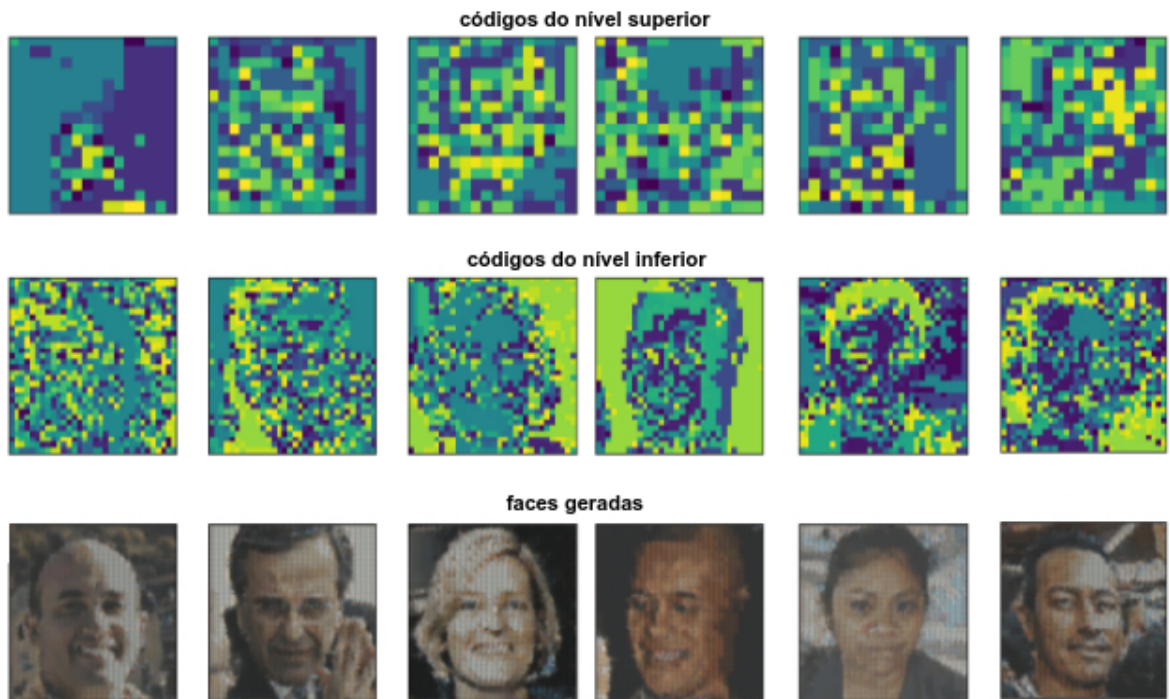 códigos do nível superior
códigos do nível inferior
faces geradas